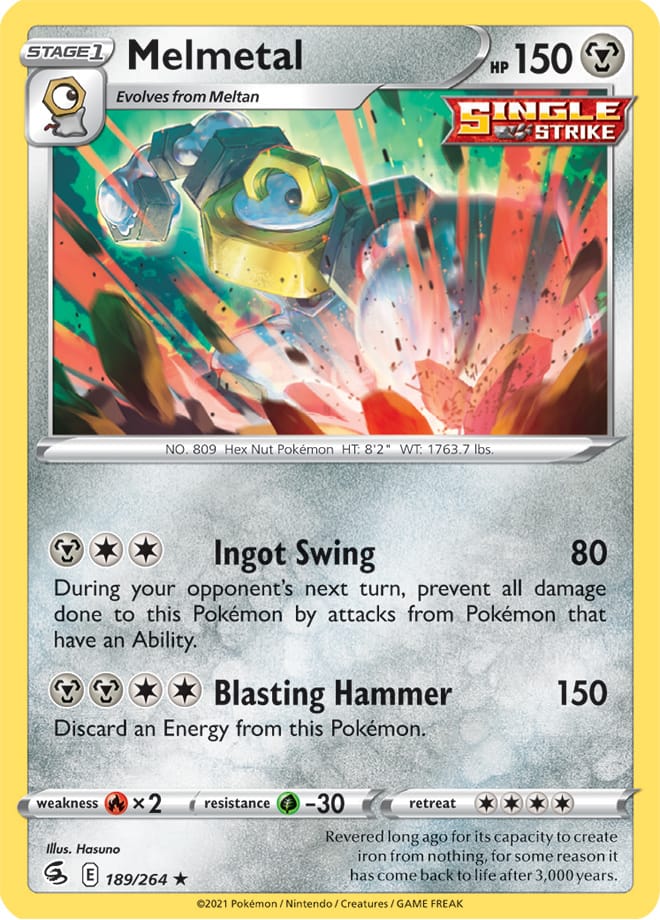 STAGE1
Melmetal
HP 150
Evolves from Meltan
SINGLE
STRIKE
NO. 809 Hex Nut Pokémon HT: 8'2" WT: 1763.7 lbs.
Ingot Swing 80
During your opponent's next turn, prevent all damage
done to this Pokémon by attacks from Pokémon that
have an Ability.
Blasting Hammer 150
Discard an Energy from this Pokémon.
weakness ×2 resistance -30 retreat
Illus. Hasuno
E 189/264 ★
Revered long ago for its capacity to create
iron from nothing, for some reason it
has come back to life after 3,000 years.
©2021 Pokémon / Nintendo / Creatures / GAME FREAK